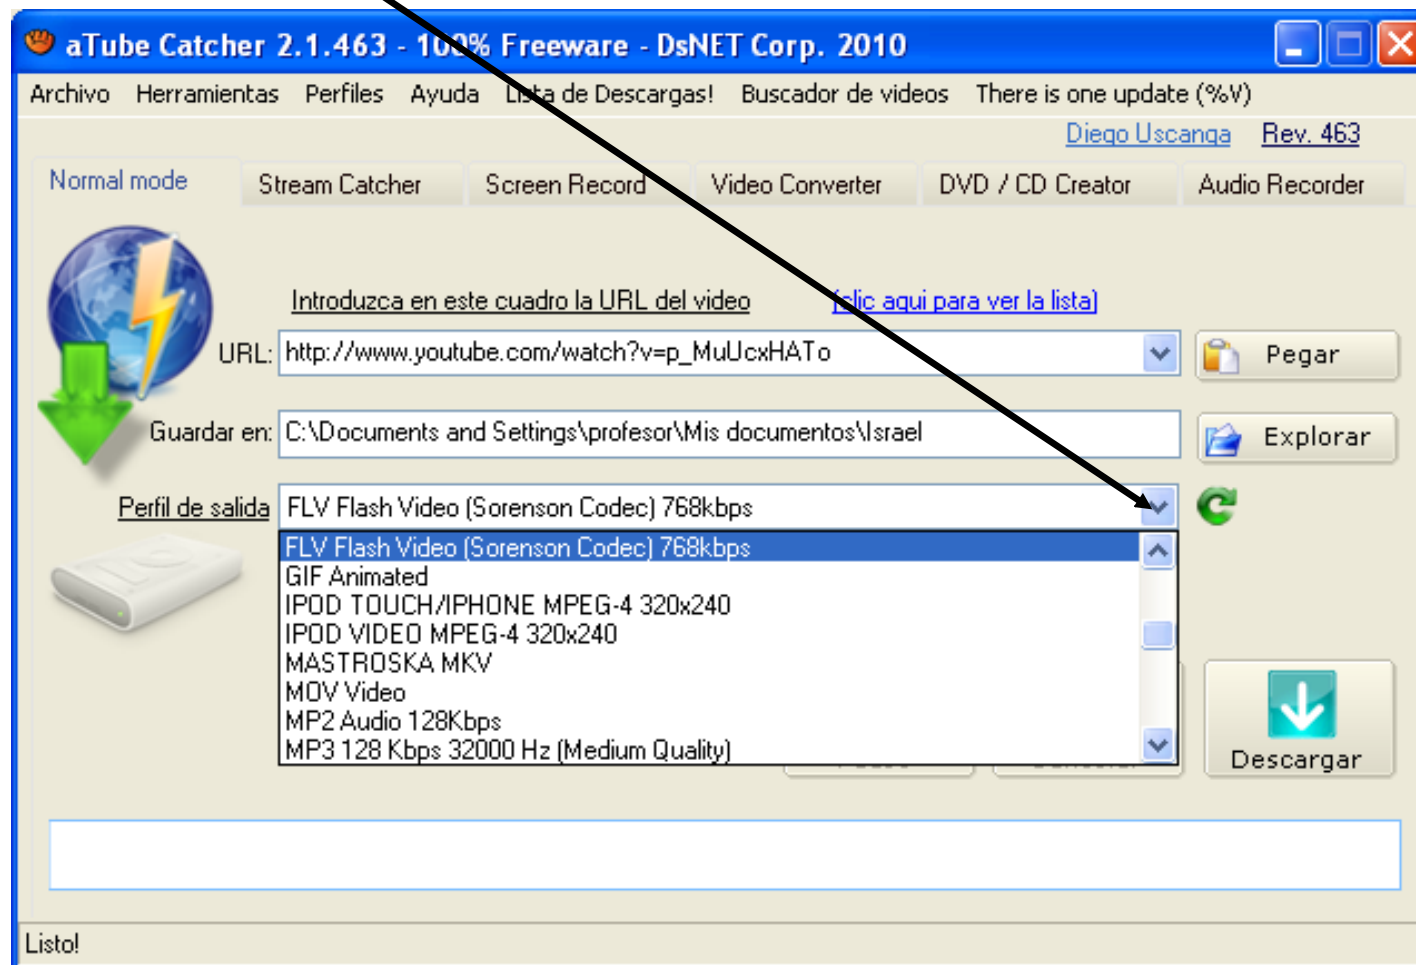 aTube Catcher 2.1.463 - 100% Freeware - DsNET Corp. 2010
Archivo Herramientas Perfiles Ayuda Lista de Descargas! Buscador de videos There is one update (%V)
Diego Uscanga Rev. 463
Normal mode Stream Catcher Screen Record Video Converter DVD / CD Creator Audio Recorder
Introduzca en este cuadro la URL del video (clic aqui para ver la lista)
URL: http://www.youtube.com/watch?v=p_MuUcxHATo Pegar
Guardar en: C:\Documents and Settings\profesor\Mis documentos\Israel Explorar
Perfil de salida FLV Flash Video (Sorenson Codec) 768kbps
FLV Flash Video (Sorenson Codec) 768kbps
GIF Animated
IPOD TOUCH/IPHONE MPEG-4 320x240
IPOD VIDEO MPEG-4 320x240
MASTROSKA MKV
MOV Video
MP2 Audio 128Kbps
MP3 128 Kbps 32000 Hz (Medium Quality)
Descargar
Listo!